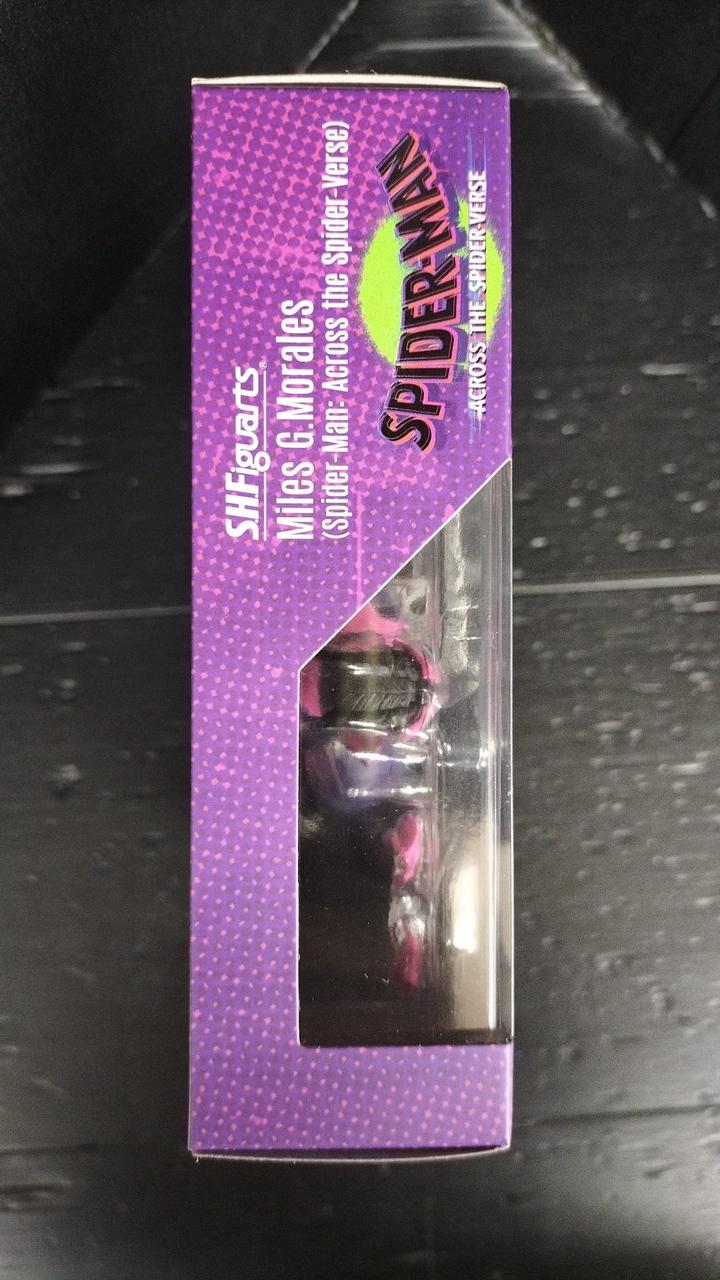 S.H.Figuarts®
Miles G.Morales
(Spider-Man: Across the Spider-Verse)
SPIDER-MAN
ACROSS THE SPIDER-VERSE